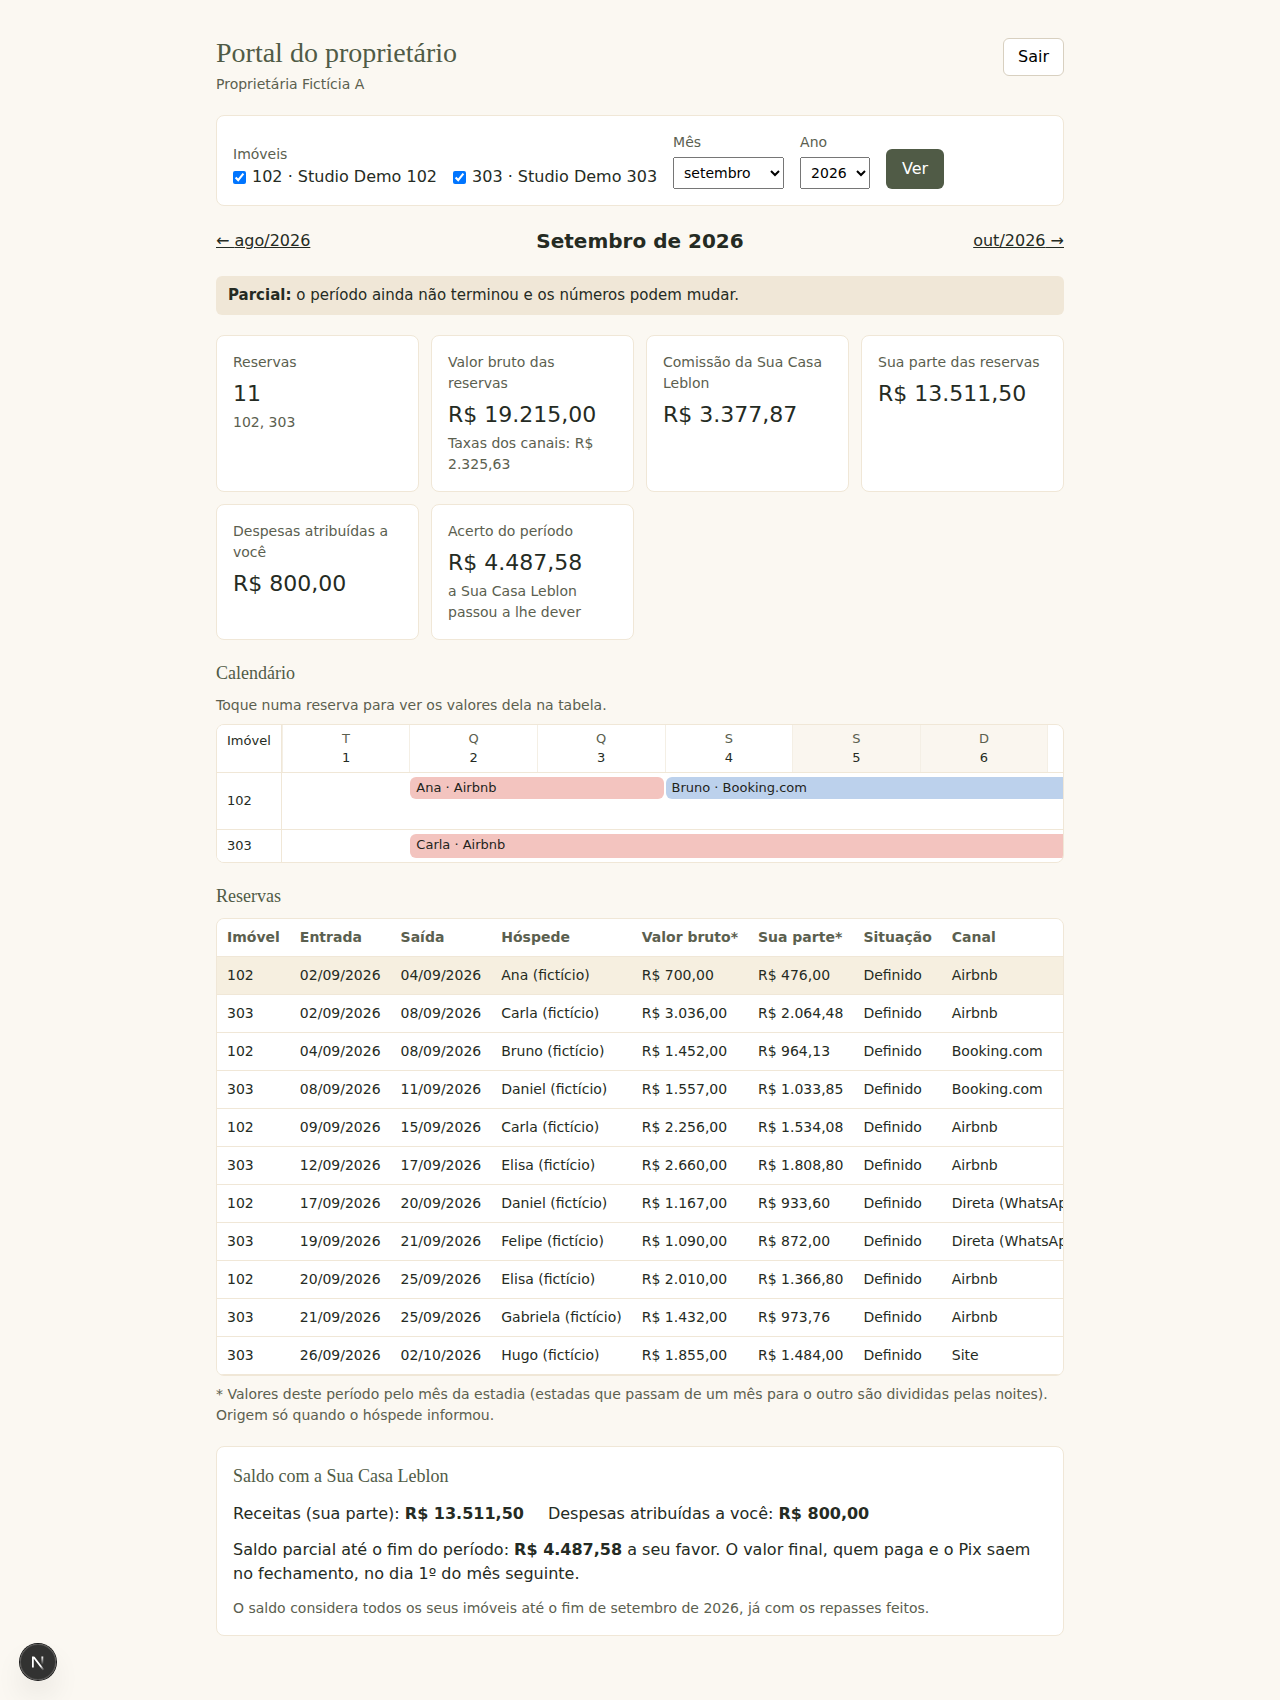 Portal do proprietário
Sair
Proprietária Fictícia A
Imóveis
102 · Studio Demo 102
303 · Studio Demo 303
Mês
setembro
Ano
2026
Ver
← ago/2026
Setembro de 2026
out/2026 →
Parcial: o período ainda não terminou e os números podem mudar.
Reservas
11
102, 303
Valor bruto das
reservas
R$ 19.215,00
Taxas dos canais: R$
2.325,63
Comissão da Sua Casa
Leblon
R$ 3.377,87
Sua parte das reservas
R$ 13.511,50
Despesas atribuídas a
você
R$ 800,00
Acerto do período
R$ 4.487,58
a Sua Casa Leblon
passou a lhe dever
Calendário
Toque numa reserva para ver os valores dela na tabela.
Imóvel T Q Q S S D
1 2 3 4 5 6
102 Ana · Airbnb Bruno · Booking.com
303 Carla · Airbnb
Reservas
Imóvel Entrada Saída Hóspede Valor bruto* Sua parte* Situação Canal
102 02/09/2026 04/09/2026 Ana (fictício) R$ 700,00 R$ 476,00 Definido Airbnb
303 02/09/2026 08/09/2026 Carla (fictício) R$ 3.036,00 R$ 2.064,48 Definido Airbnb
102 04/09/2026 08/09/2026 Bruno (fictício) R$ 1.452,00 R$ 964,13 Definido Booking.com
303 08/09/2026 11/09/2026 Daniel (fictício) R$ 1.557,00 R$ 1.033,85 Definido Booking.com
102 09/09/2026 15/09/2026 Carla (fictício) R$ 2.256,00 R$ 1.534,08 Definido Airbnb
303 12/09/2026 17/09/2026 Elisa (fictício) R$ 2.660,00 R$ 1.808,80 Definido Airbnb
102 17/09/2026 20/09/2026 Daniel (fictício) R$ 1.167,00 R$ 933,60 Definido Direta (WhatsAp
303 19/09/2026 21/09/2026 Felipe (fictício) R$ 1.090,00 R$ 872,00 Definido Direta (WhatsAp
102 20/09/2026 25/09/2026 Elisa (fictício) R$ 2.010,00 R$ 1.366,80 Definido Airbnb
303 21/09/2026 25/09/2026 Gabriela (fictício) R$ 1.432,00 R$ 973,76 Definido Airbnb
303 26/09/2026 02/10/2026 Hugo (fictício) R$ 1.855,00 R$ 1.484,00 Definido Site
* Valores deste período pelo mês da estadia (estadas que passam de um mês para o outro são divididas pelas noites).
Origem só quando o hóspede informou.
Saldo com a Sua Casa Leblon
Receitas (sua parte): R$ 13.511,50 Despesas atribuídas a você: R$ 800,00
Saldo parcial até o fim do período: R$ 4.487,58 a seu favor. O valor final, quem paga e o Pix saem
no fechamento, no dia 1º do mês seguinte.
O saldo considera todos os seus imóveis até o fim de setembro de 2026, já com os repasses feitos.
N